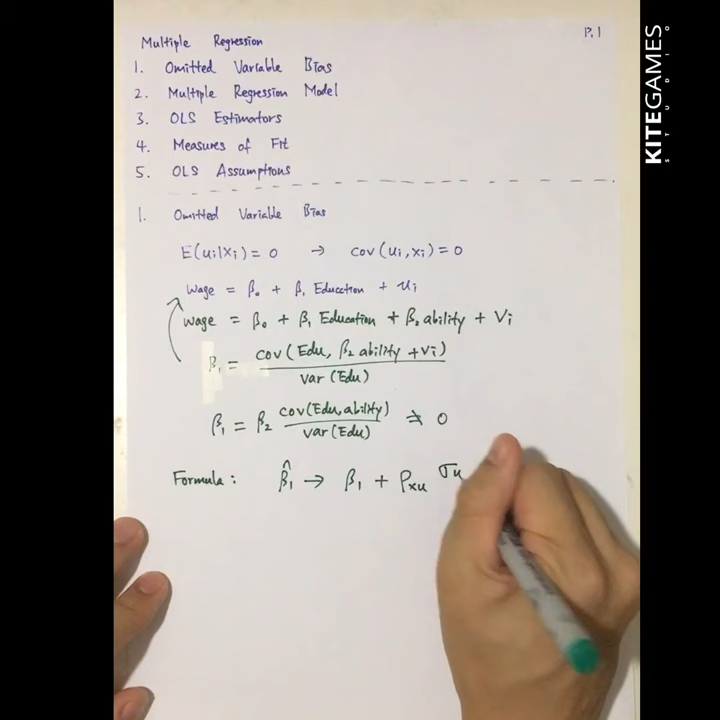 P.1
Multiple Regression
1. Omitted Variable Bias
2. Multiple Regression Model
3. OLS Estimators
4. Measures of Fit
5. OLS Assumptions
1. Omitted Variable Bias
E(ui|xi) = 0 → cov(ui, xi) = 0
Wage = β₀ + β₁ Education + ui
Wage = β₀ + β₁ Education + β₂ ability + Vi
β₁ = cov(Edu, β₂ ability + Vi) / var(Edu)
β₁ = β₂ cov(Edu, ability) / var(Edu) ≠ 0
Formula: β̂₁ → β₁ + ρxu σu
KITEGAMES
STUDIO